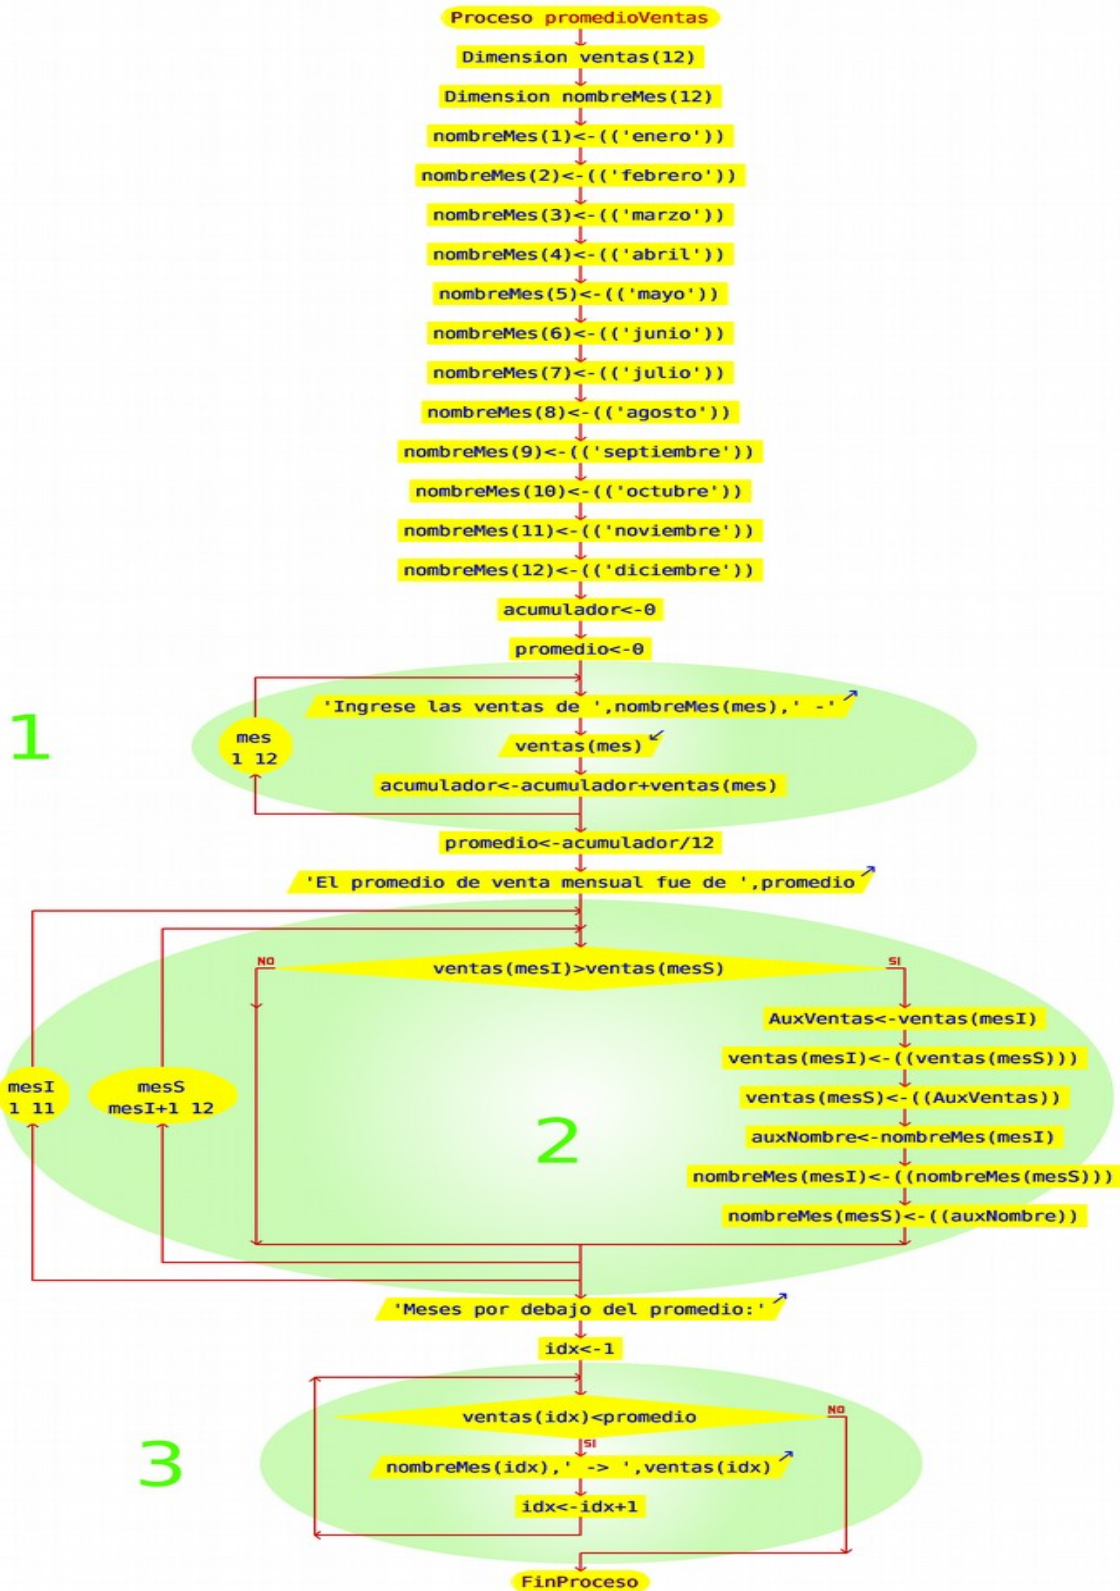 Proceso promedioVentas
Dimension ventas(12)
Dimension nombreMes(12)
nombreMes(1)<-(('enero'))
nombreMes(2)<-(('febrero'))
nombreMes(3)<-(('marzo'))
nombreMes(4)<-(('abril'))
nombreMes(5)<-(('mayo'))
nombreMes(6)<-(('junio'))
nombreMes(7)<-(('julio'))
nombreMes(8)<-(('agosto'))
nombreMes(9)<-(('septiembre'))
nombreMes(10)<-(('octubre'))
nombreMes(11)<-(('noviembre'))
nombreMes(12)<-(('diciembre'))
acumulador<-0
promedio<-0
1
mes
1 12
'Ingrese las ventas de ',nombreMes(mes),' -'
ventas(mes)
acumulador<-acumulador+ventas(mes)
promedio<-acumulador/12
'El promedio de venta mensual fue de ',promedio
2
mesI
1 11
mesS
mesI+1 12
NO
ventas(mesI)>ventas(mesS)
SI
AuxVentas<-ventas(mesI)
ventas(mesI)<-((ventas(mesS)))
ventas(mesS)<-((AuxVentas))
auxNombre<-nombreMes(mesI)
nombreMes(mesI)<-((nombreMes(mesS)))
nombreMes(mesS)<-((auxNombre))
'Meses por debajo del promedio:'
idx<-1
3
ventas(idx)<promedio
NO
SI
nombreMes(idx),' -> ',ventas(idx)
idx<-idx+1
FinProceso